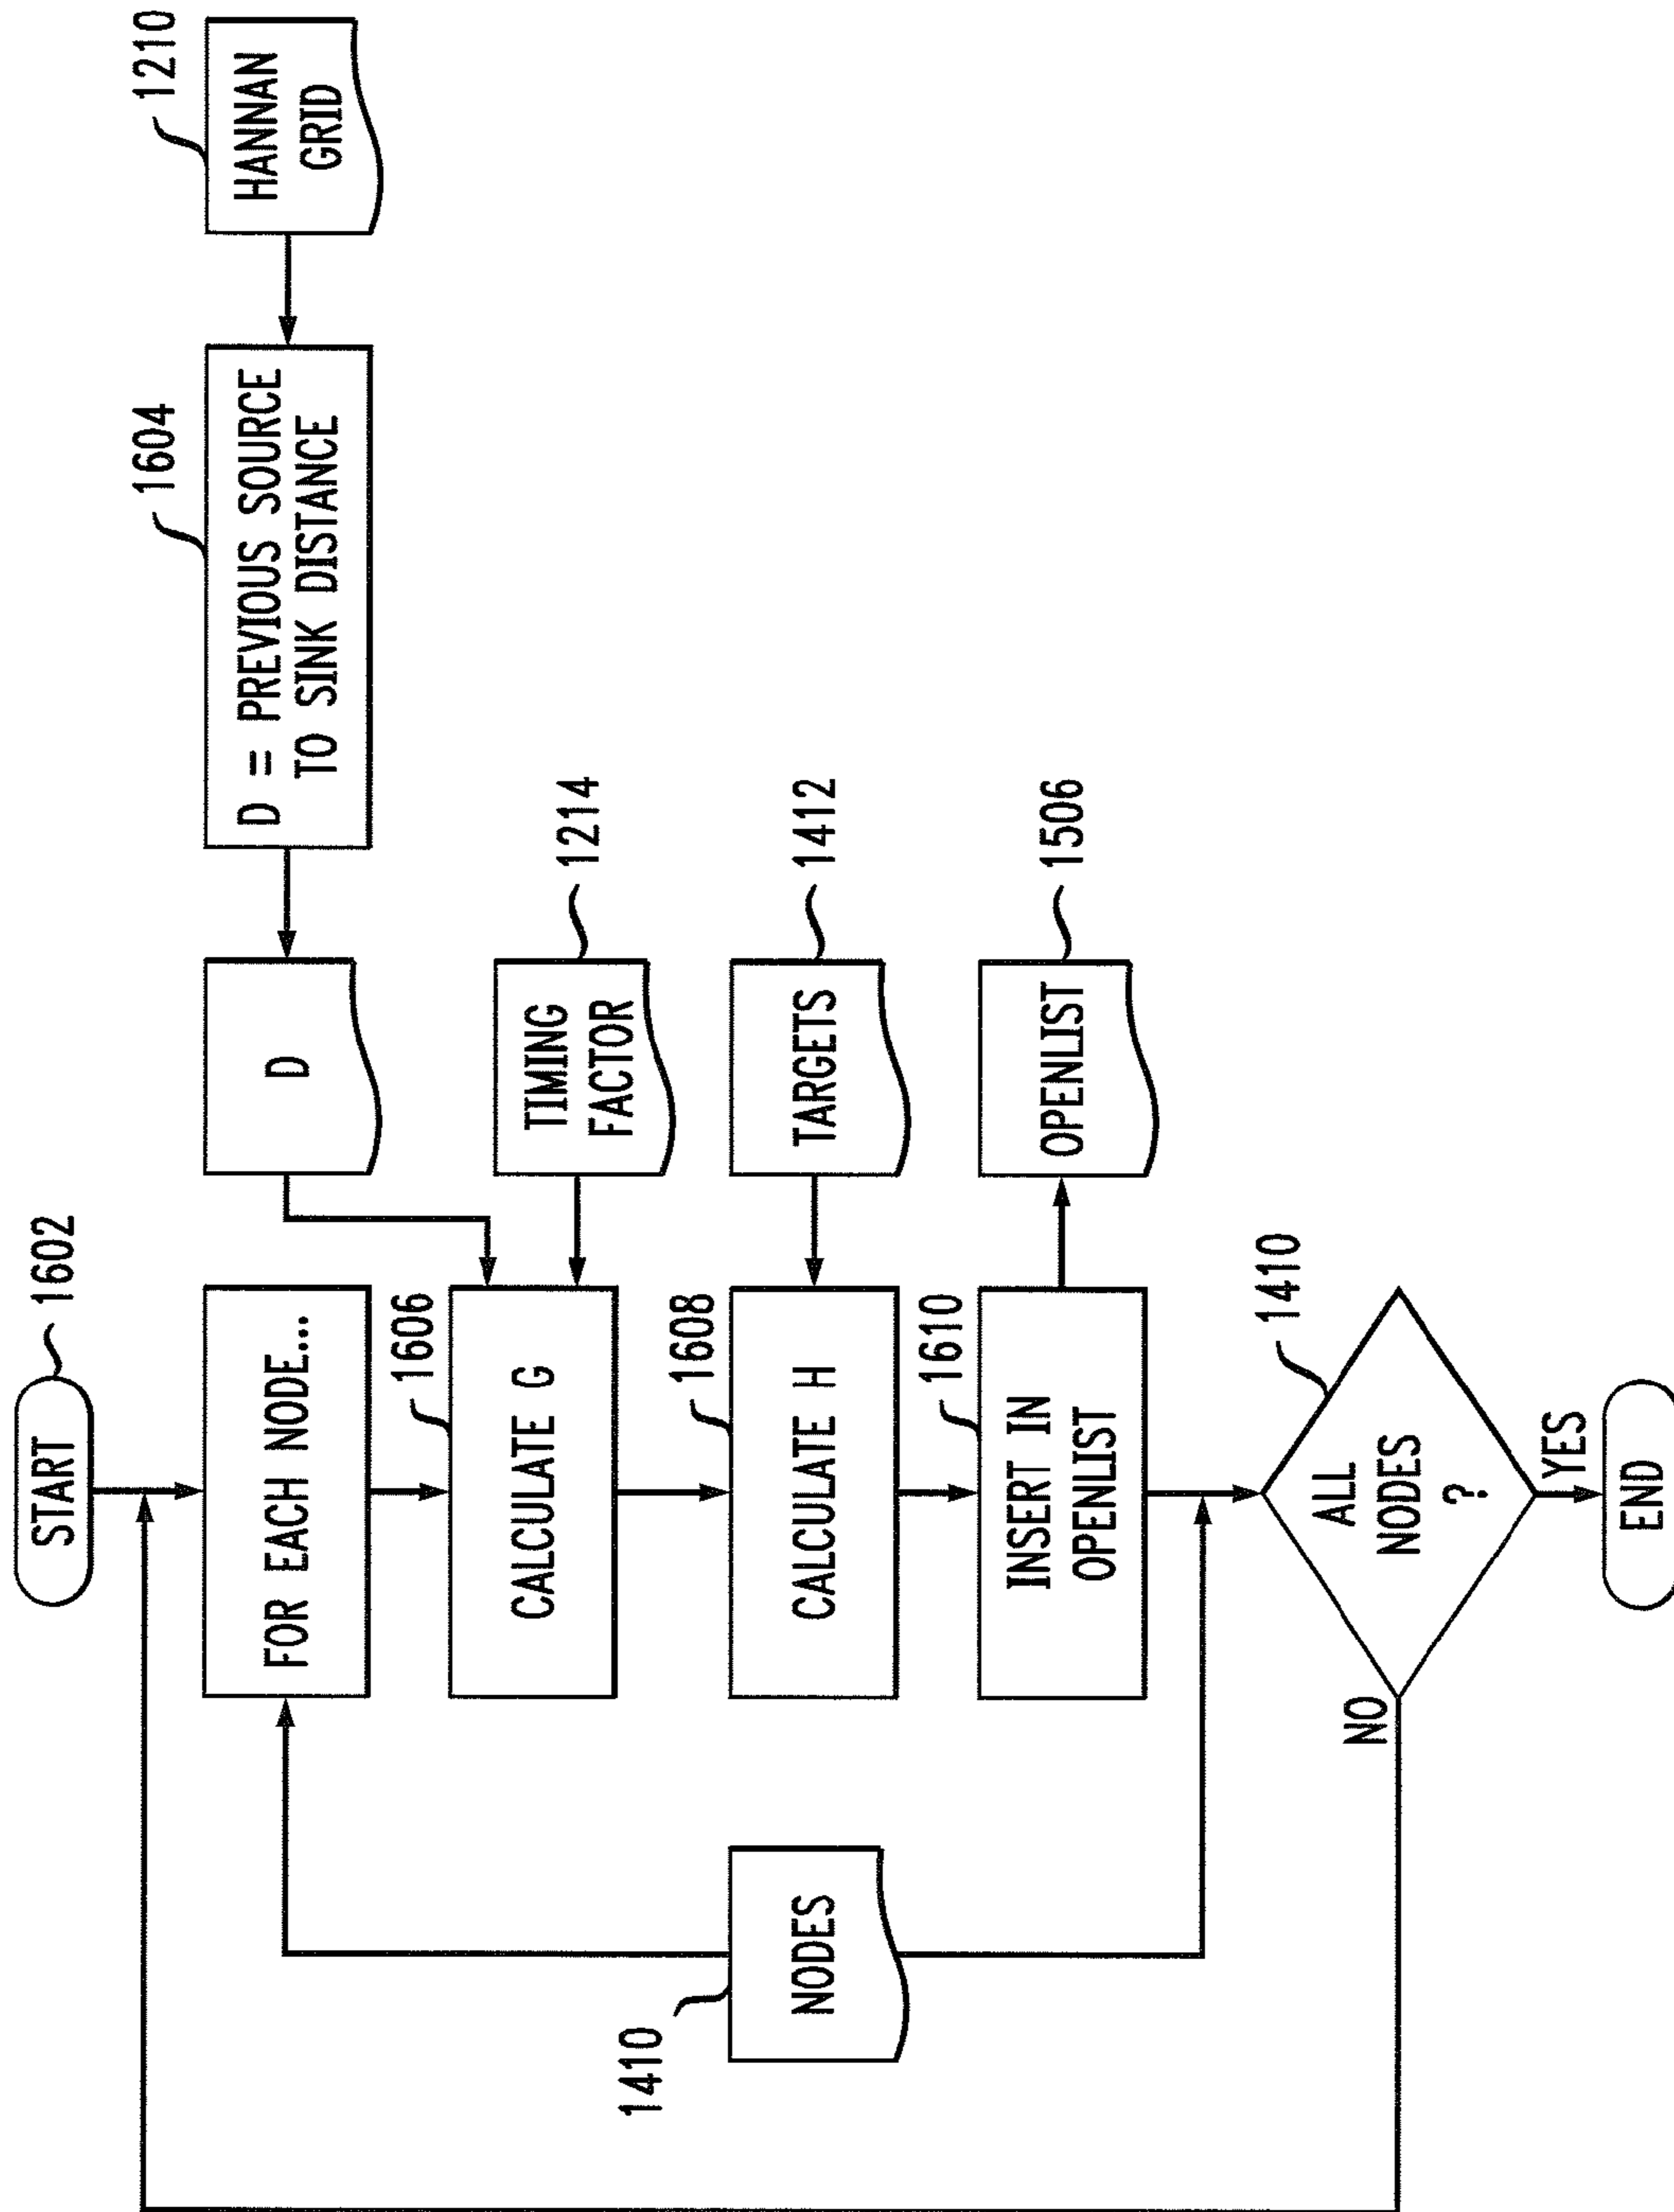 START
1602
FOR EACH NODE...
D
D = PREVIOUS SOURCE
TO SINK DISTANCE
1604
HANNAN
GRID
1210
CALCULATE G
1606
TIMING
FACTOR
1214
NODES
1410
CALCULATE H
1608
TARGETS
1412
INSERT IN
OPENLIST
1610
OPENLIST
1506
ALL
NODES
?
1410
NO
YES
END